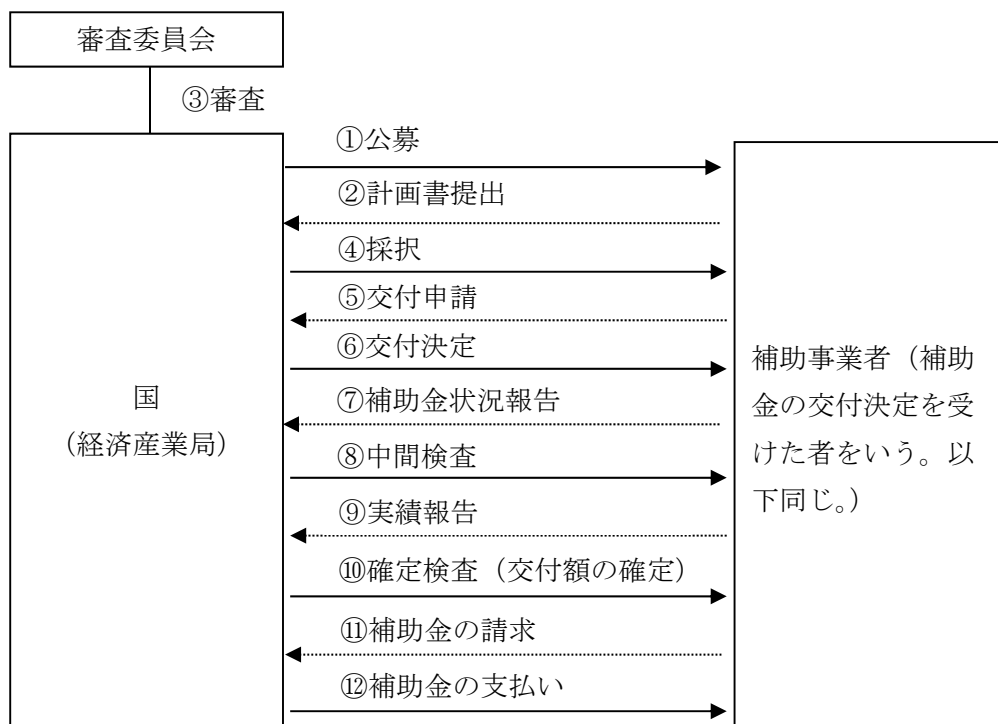 審査委員会
③審査
①公募
②計画書提出
④採択
⑤交付申請
⑥交付決定
⑦補助金状況報告
⑧中間検査
⑨実績報告
⑩確定検査（交付額の確定）
⑪補助金の請求
⑫補助金の支払い
国
（経済産業局）
補助事業者（補助
金の交付決定を受
けた者をいう。以
下同じ。）